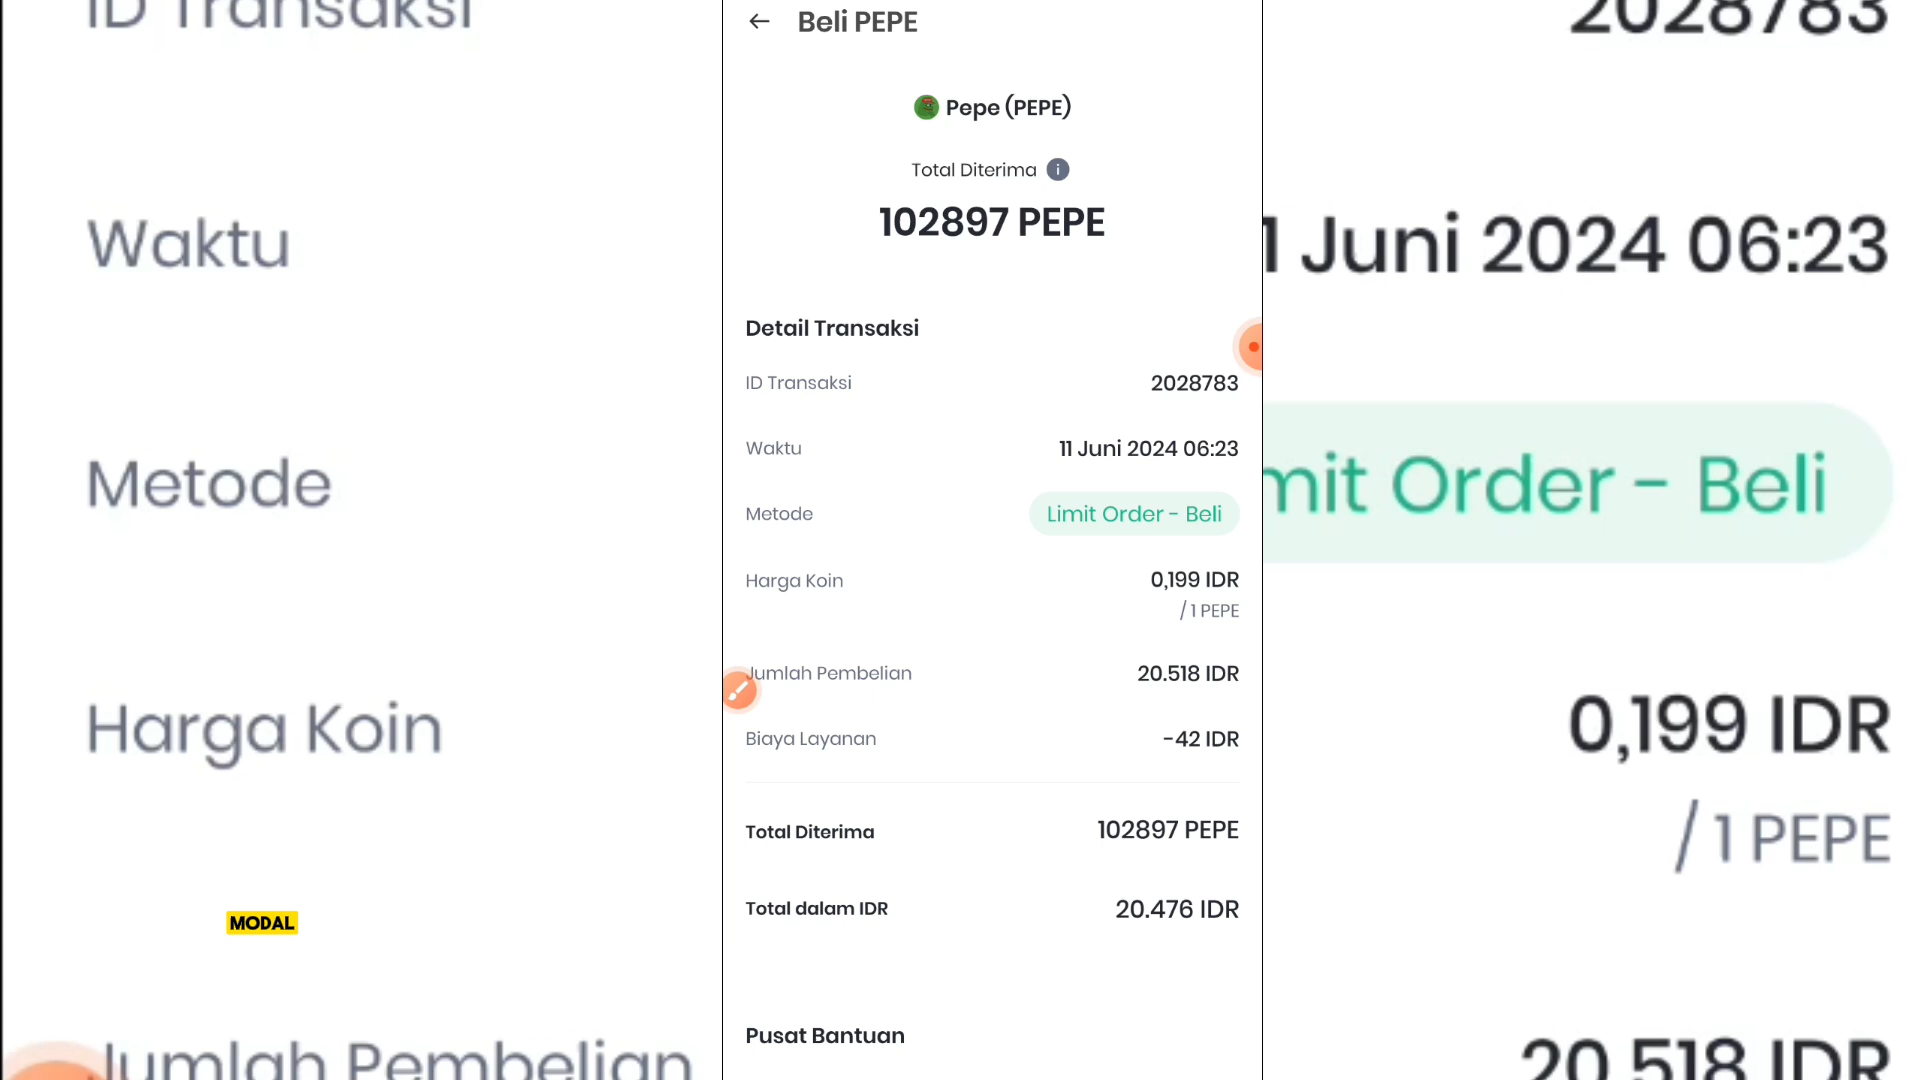 Beli PEPE
Pepe (PEPE)
Total Diterima i
102897 PEPE
Detail Transaksi
ID Transaksi 2028783
Waktu 11 Juni 2024 06:23
Metode Limit Order - Beli
Harga Koin 0,199 IDR
/ 1 PEPE
Jumlah Pembelian 20.518 IDR
Biaya Layanan -42 IDR
Total Diterima 102897 PEPE
Total dalam IDR 20.476 IDR
Pusat Bantuan
ID Transaksi 2028783
Waktu 1 Juni 2024 06:23
Metode mit Order - Beli
Harga Koin 0,199 IDR
/ 1 PEPE
MODAL
Jumlah Pembelian 20.518 IDR